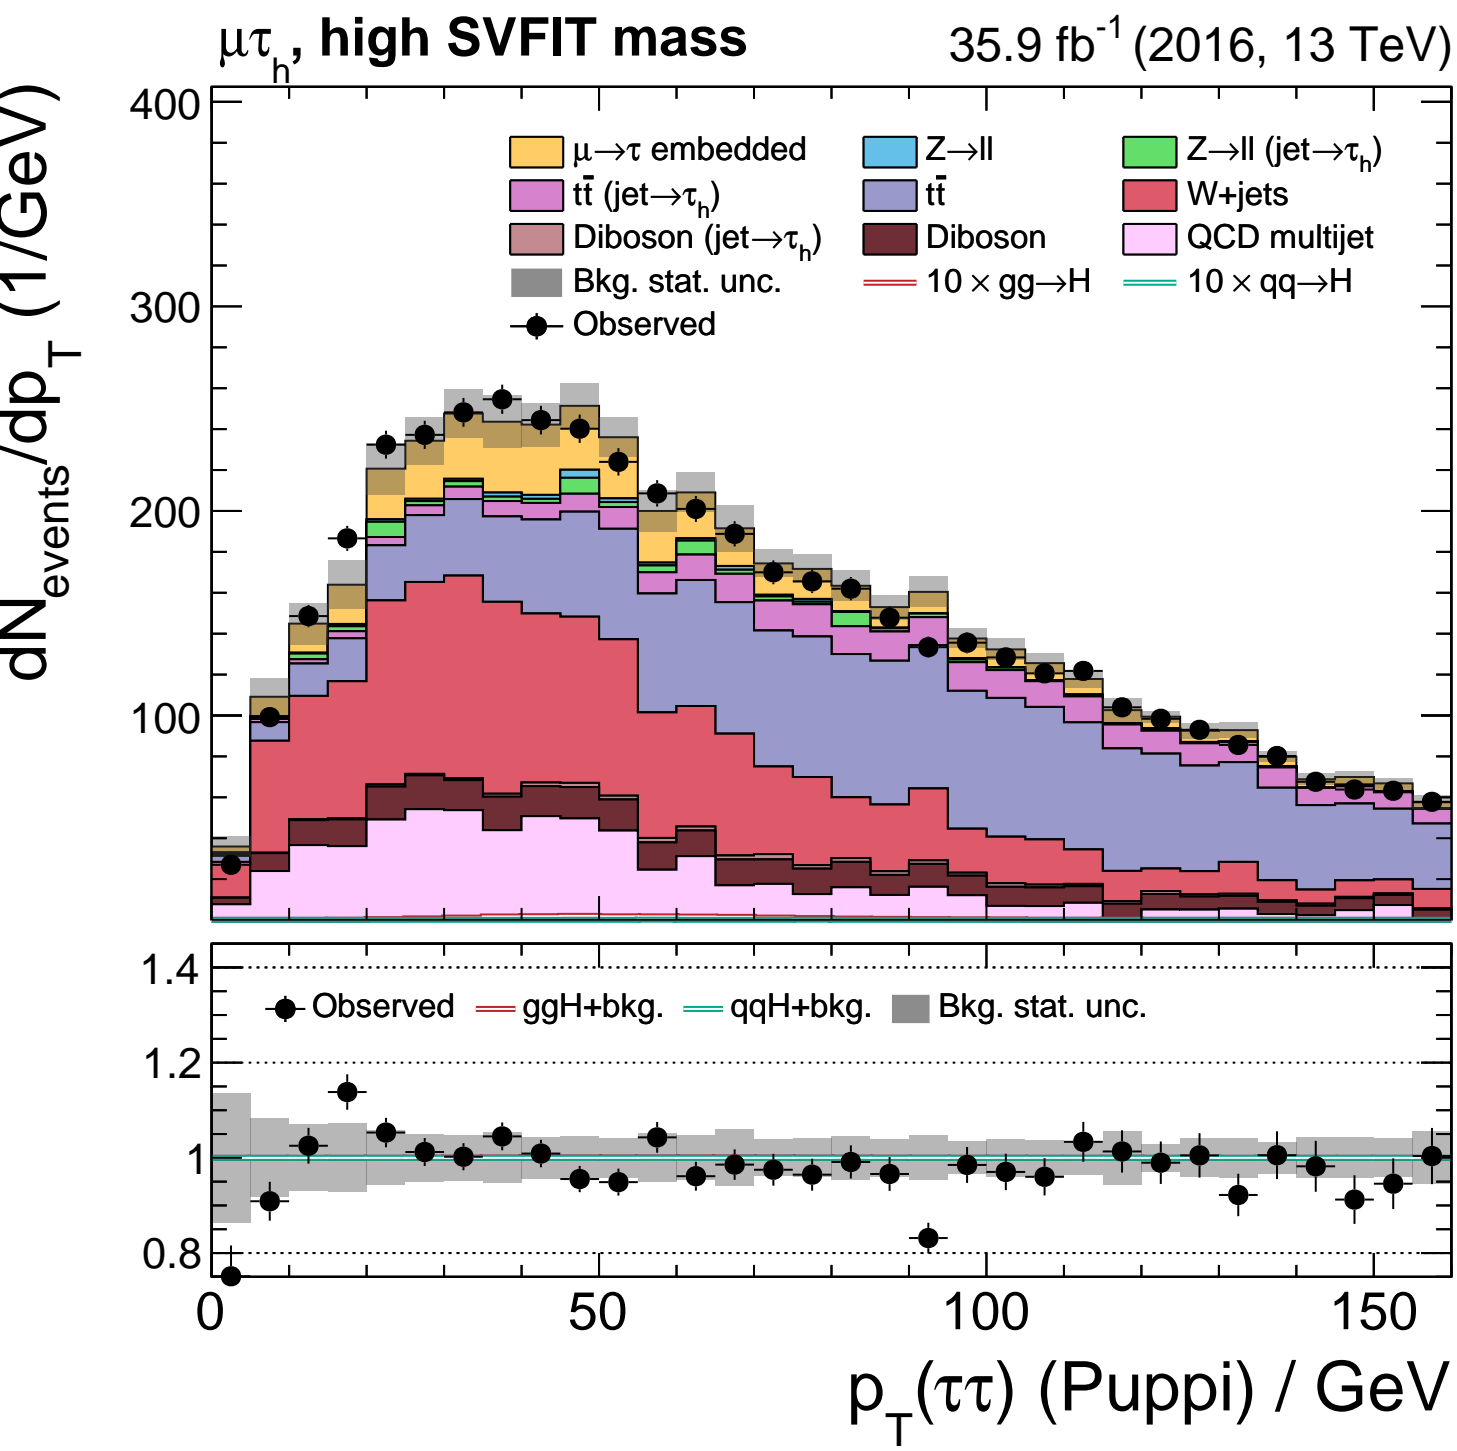 μτh, high SVFIT mass 35.9 fb-1 (2016, 13 TeV)
dNevents/dpT (1/GeV)
400
300
200
100
μ→τ embedded Z→ll Z→ll (jet→τh)
tt̄ (jet→τh) tt̄ W+jets
Diboson (jet→τh) Diboson QCD multijet
Bkg. stat. unc. 10 × gg→H 10 × qq→H
Observed
1.4
1.2
1
0.8
Observed ggH+bkg. qqH+bkg. Bkg. stat. unc.
0 50 100 150
pT(ττ) (Puppi) / GeV